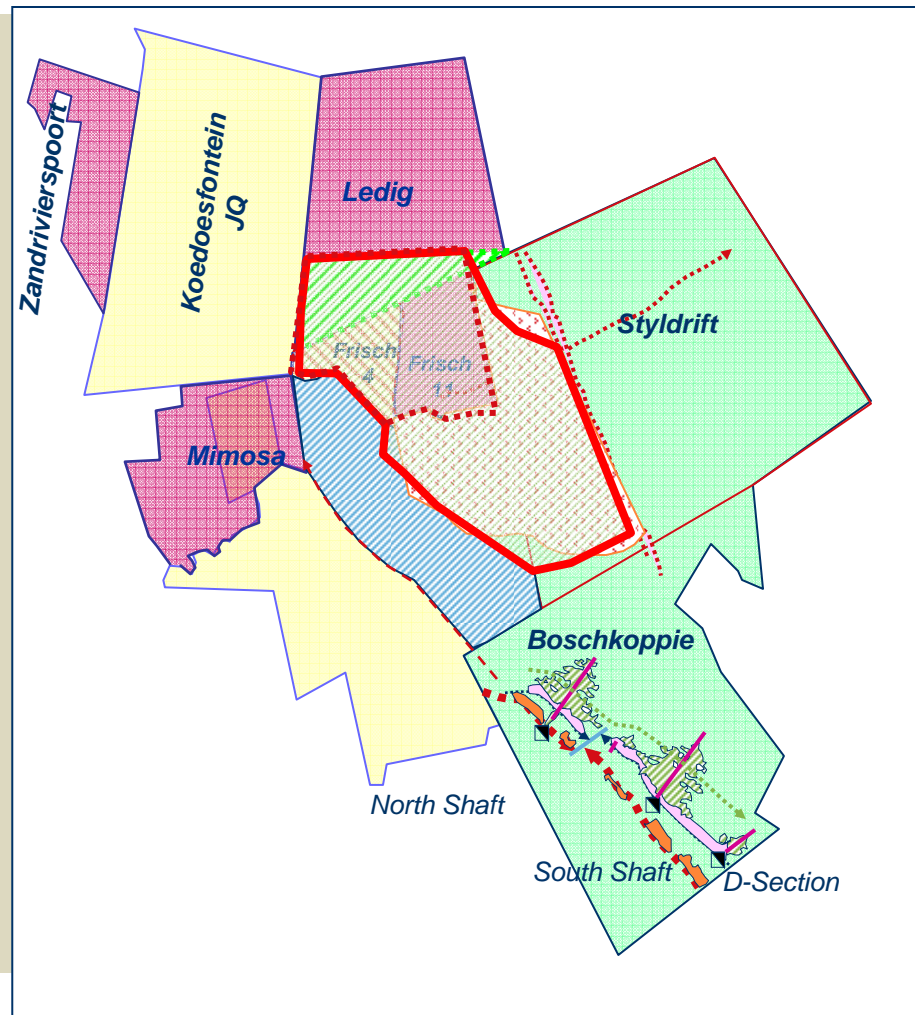 Zandrivierspoort
Koedoesfontein
JQ
Ledig
Styldrift
Frisch
4
Frisch
11
Mimosa
Boschkoppie
North Shaft
South Shaft
D-Section